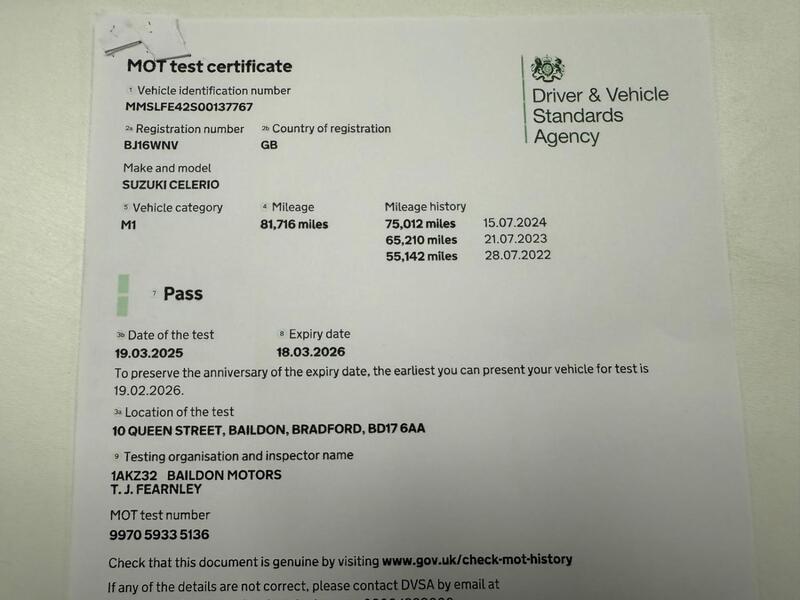 MOT test certificate
Driver & Vehicle
Standards
Agency
1 Vehicle identification number
MMSLFE42S00137767
2a Registration number 2b Country of registration
BJ16WNV GB
Make and model
SUZUKI CELERIO
5 Vehicle category 4 Mileage Mileage history
M1 81,716 miles 75,012 miles 15.07.2024
65,210 miles 21.07.2023
55,142 miles 28.07.2022
7 Pass
3b Date of the test 8 Expiry date
19.03.2025 18.03.2026
To preserve the anniversary of the expiry date, the earliest you can present your vehicle for test is
19.02.2026.
3a Location of the test
10 QUEEN STREET, BAILDON, BRADFORD, BD17 6AA
9 Testing organisation and inspector name
1AKZ32 BAILDON MOTORS
T. J. FEARNLEY
MOT test number
9970 5933 5136
Check that this document is genuine by visiting www.gov.uk/check-mot-history
If any of the details are not correct, please contact DVSA by email at